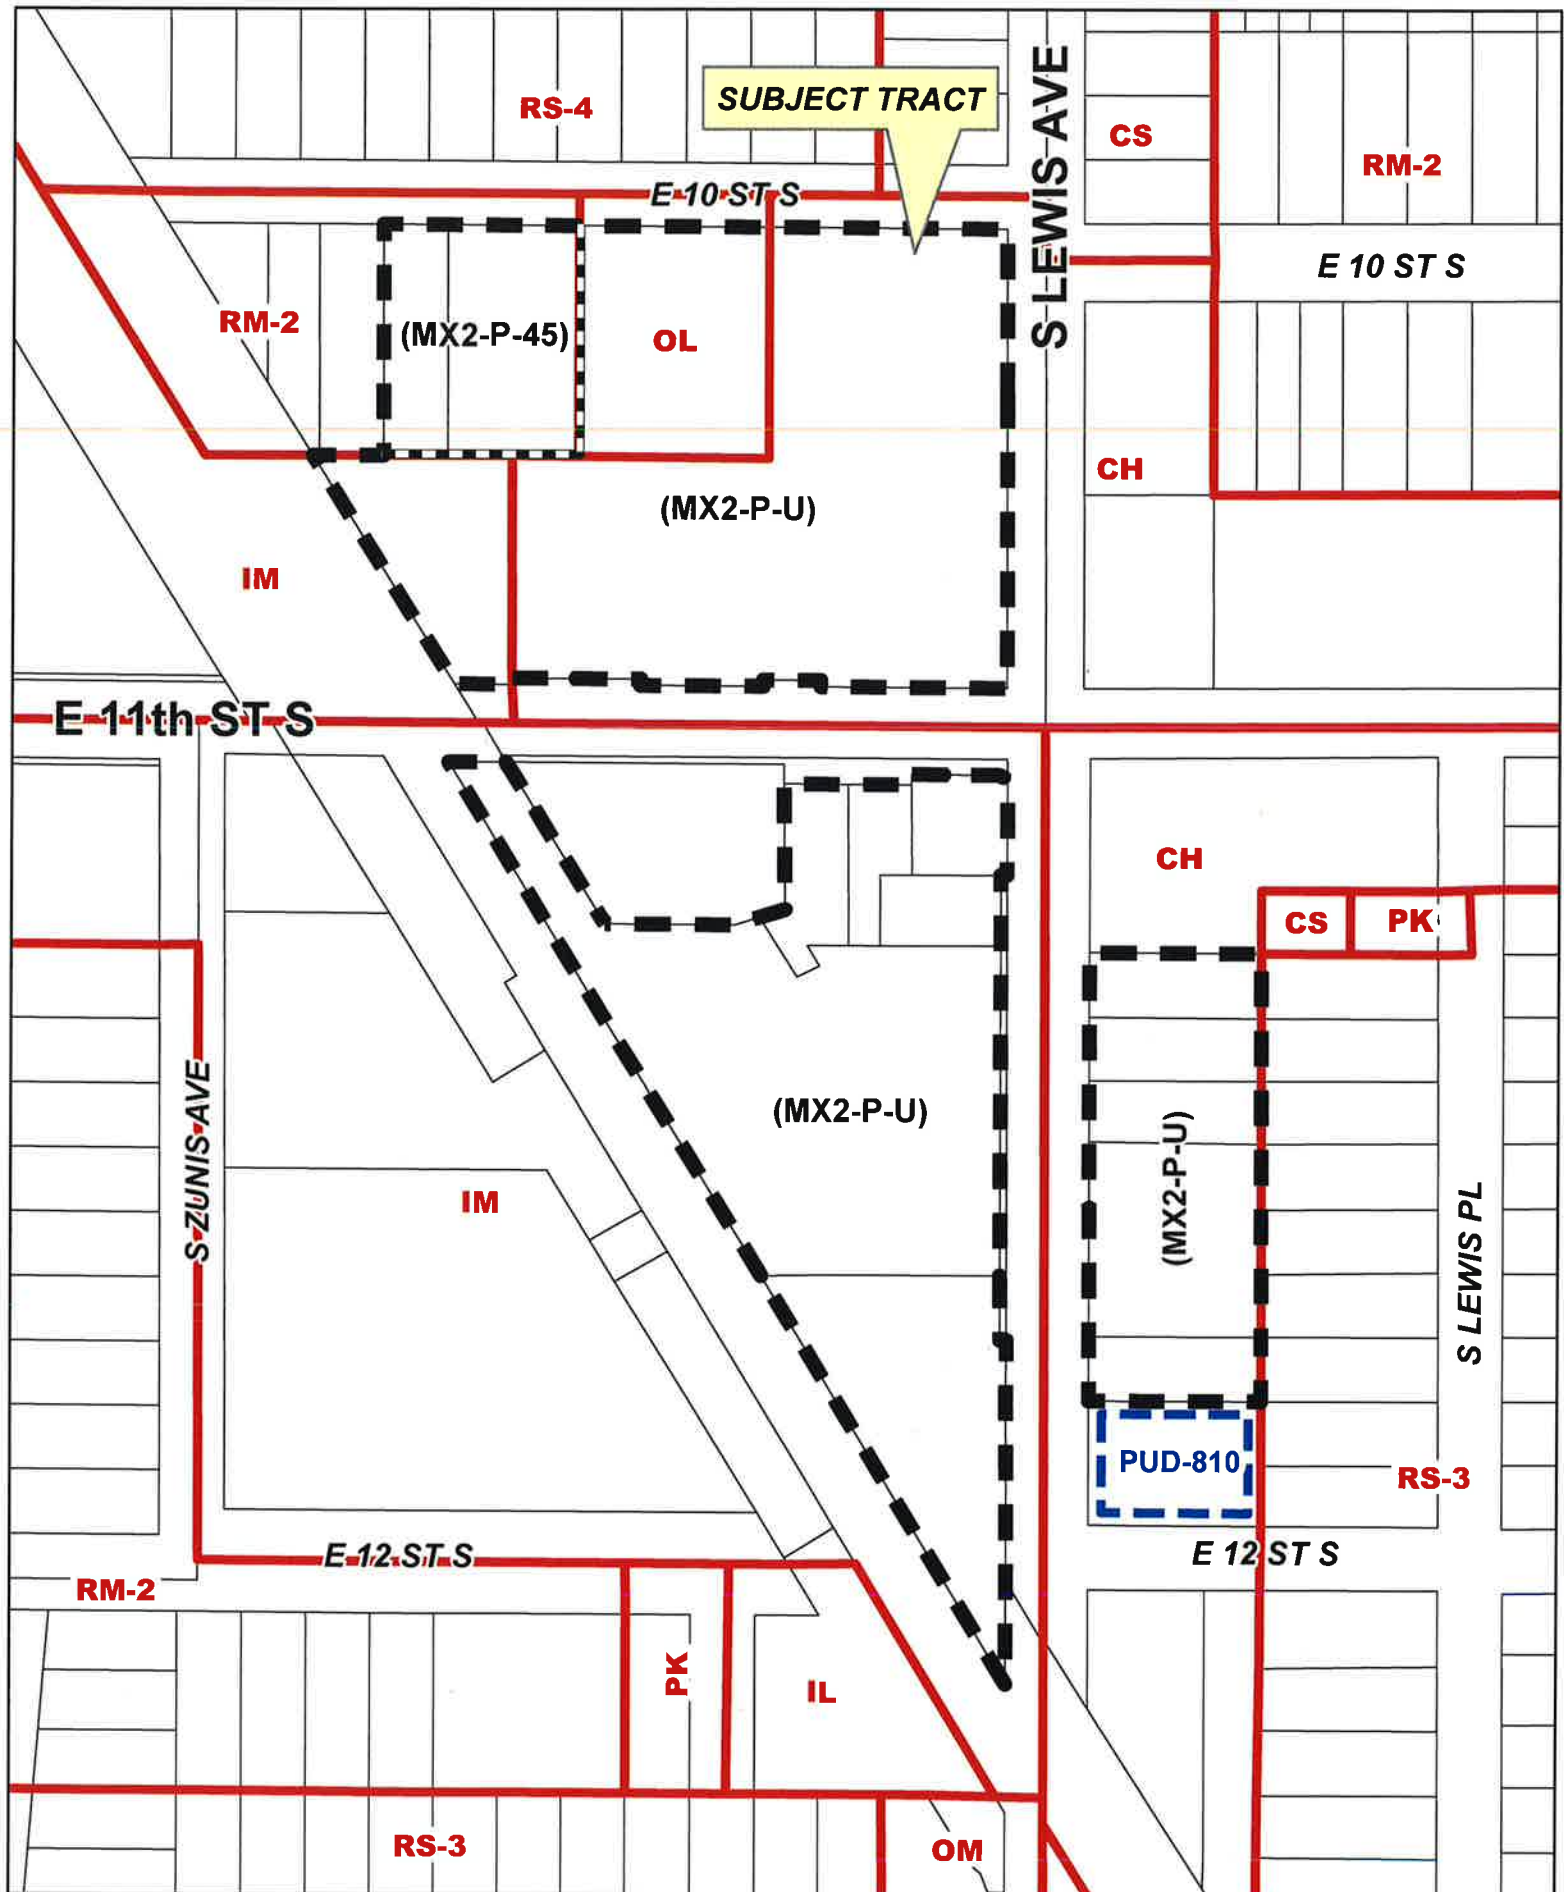 SUBJECT TRACT
S LEWIS AVE
RS-4
CS
RM-2
E 10 ST S
E 10 ST S
RM-2
(MX2-P-45)
OL
CH
(MX2-P-U)
IM
E 11th ST S
CH
CS
PK
(MX2-P-U)
(MX2-P-U)
S ZUNIS AVE
IM
S LEWIS PL
PUD-810
RS-3
E 12 ST S
E 12 ST S
RM-2
PK
IL
RS-3
OM